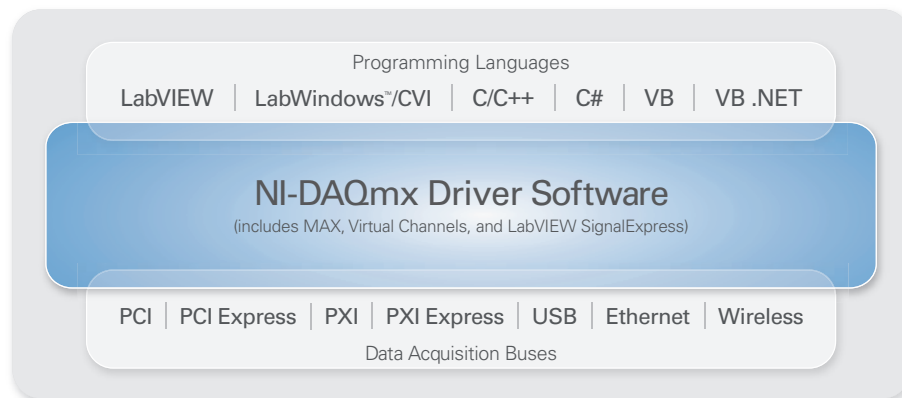 Programming Languages
LabVIEW | LabWindows™/CVI | C/C++ | C# | VB | VB .NET
NI-DAQmx Driver Software
(includes MAX, Virtual Channels, and LabVIEW SignalExpress)
PCI | PCI Express | PXI | PXI Express | USB | Ethernet | Wireless
Data Acquisition Buses